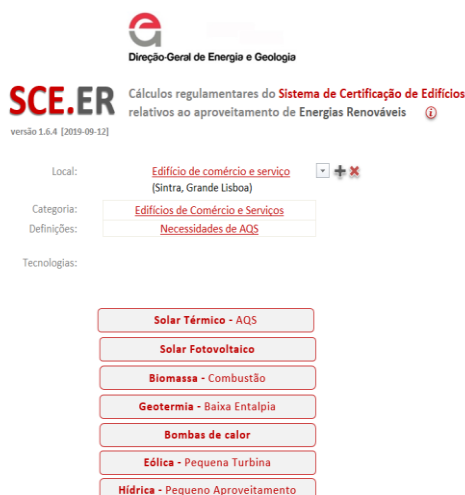 Direção-Geral de Energia e Geologia
SCE.ER
versão 1.6.4 [2019-09-12]
Cálculos regulamentares do Sistema de Certificação de Edifícios
relativos ao aproveitamento de Energias Renováveis
Local:
Edifício de comércio e serviço
(Sintra, Grande Lisboa)
Categoria:
Edifícios de Comércio e Serviços
Definições:
Necessidades de AQS
Tecnologias:
Solar Térmico - AQS
Solar Fotovoltaico
Biomassa - Combustão
Geotermia - Baixa Entalpia
Bombas de calor
Eólica - Pequena Turbina
Hídrica - Pequeno Aproveitamento